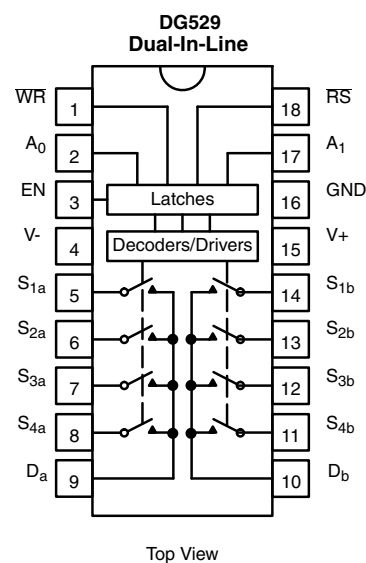 DG529
Dual-In-Line
W̅R̅ 1 18 R̅S̅
A0 2 17 A1
EN 3 Latches 16 GND
V- 4 Decoders/Drivers 15 V+
S1a 5 14 S1b
S2a 6 13 S2b
S3a 7 12 S3b
S4a 8 11 S4b
Da 9 10 Db
Top View